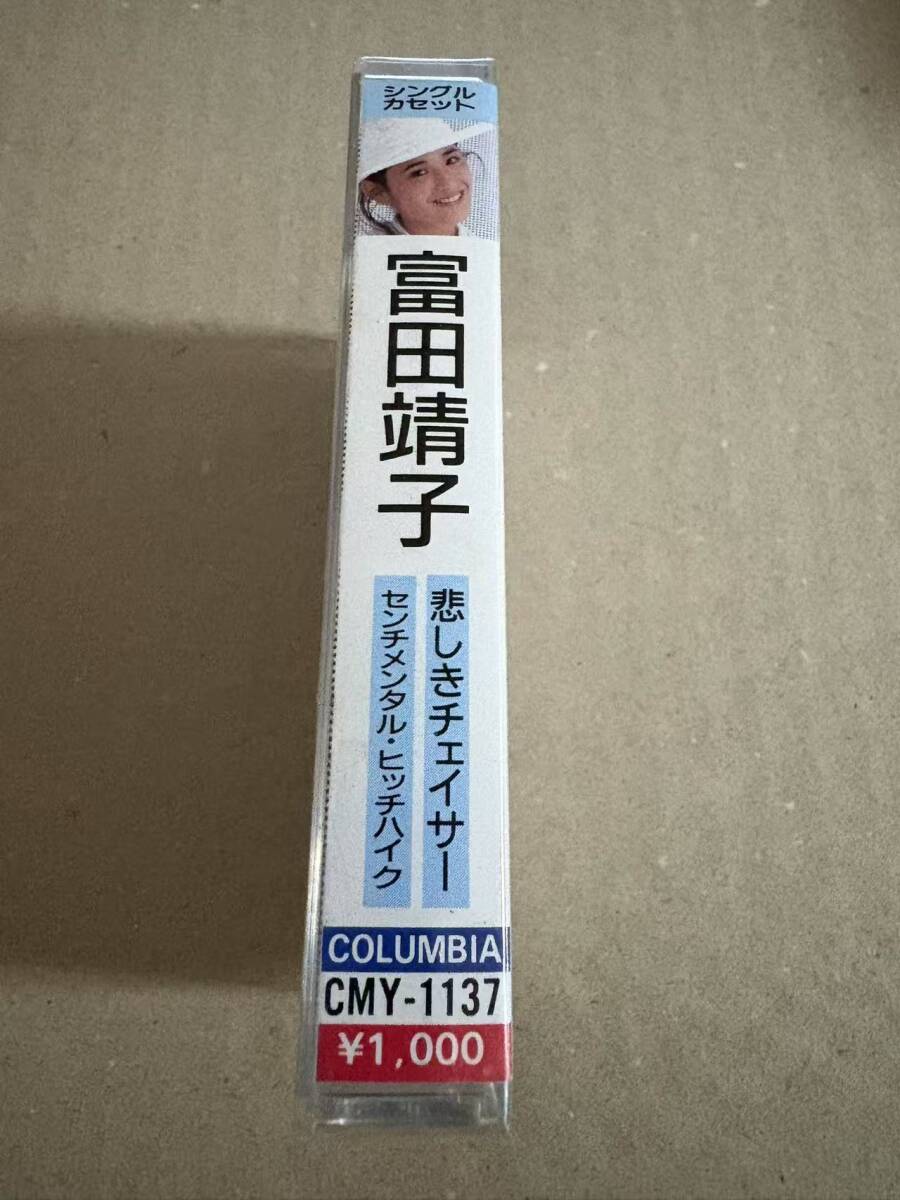 シングル
カセット
富田靖子
悲しきチェイサー
センチメンタル・ヒッチハイク
COLUMBIA
CMY-1137
¥1,000